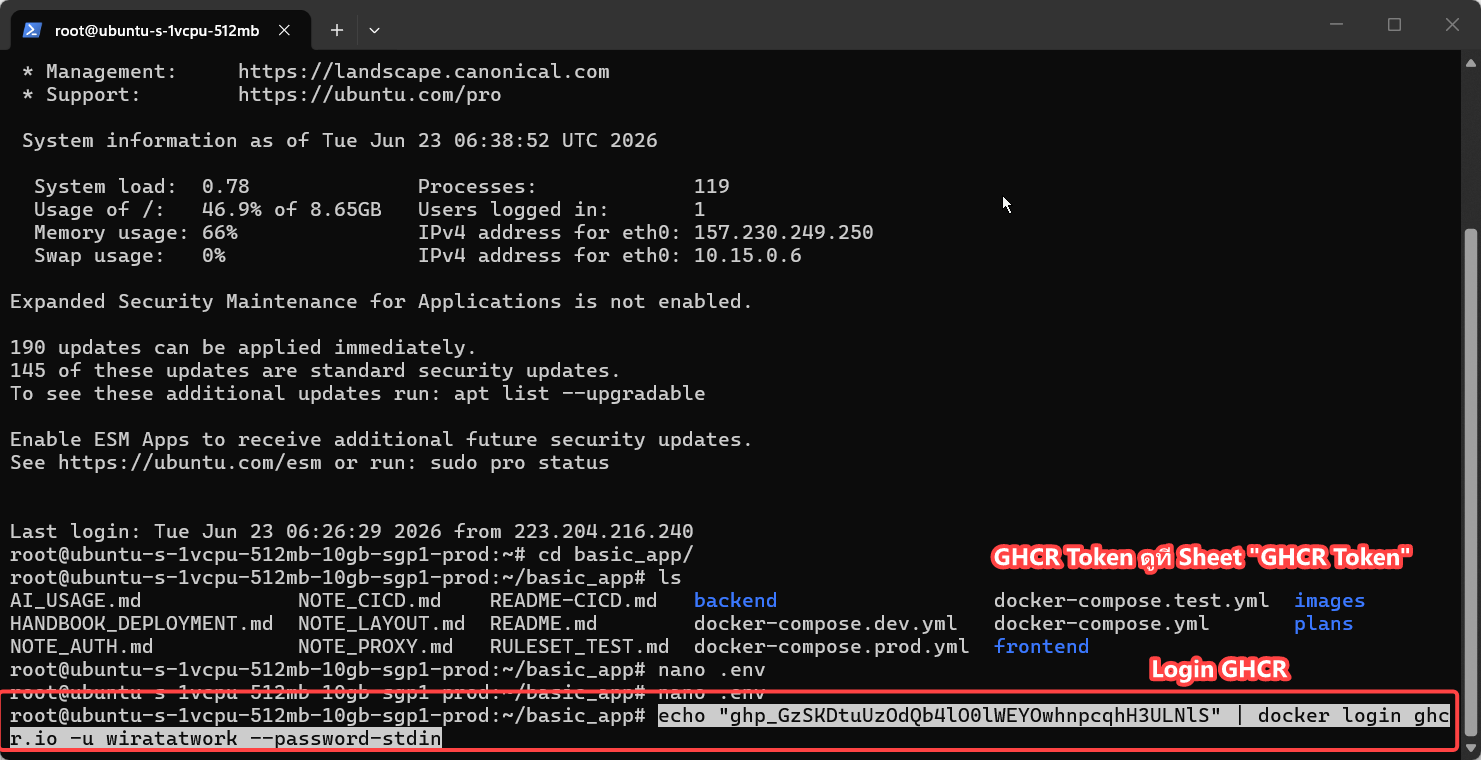 root@ubuntu-s-1vcpu-512mb
* Management: https://landscape.canonical.com
* Support: https://ubuntu.com/pro
System information as of Tue Jun 23 06:38:52 UTC 2026
System load: 0.78 Processes: 119
Usage of /: 46.9% of 8.65GB Users logged in: 1
Memory usage: 66% IPv4 address for eth0: 157.230.249.250
Swap usage: 0% IPv4 address for eth0: 10.15.0.6
Expanded Security Maintenance for Applications is not enabled.
190 updates can be applied immediately.
145 of these updates are standard security updates.
To see these additional updates run: apt list --upgradable
Enable ESM Apps to receive additional future security updates.
See https://ubuntu.com/esm or run: sudo pro status
Last login: Tue Jun 23 06:26:29 2026 from 223.204.216.240
root@ubuntu-s-1vcpu-512mb-10gb-sgp1-prod:~# cd basic_app/
GHCR Token ดูที่ Sheet "GHCR Token"
root@ubuntu-s-1vcpu-512mb-10gb-sgp1-prod:~/basic_app# ls
AI_USAGE.md NOTE_CICD.md README-CICD.md backend docker-compose.test.yml images
HANDBOOK_DEPLOYMENT.md NOTE_LAYOUT.md README.md docker-compose.dev.yml docker-compose.yml plans
NOTE_AUTH.md NOTE_PROXY.md RULESET_TEST.md docker-compose.prod.yml frontend
root@ubuntu-s-1vcpu-512mb-10gb-sgp1-prod:~/basic_app# nano .env
Login GHCR
root@ubuntu-s-1vcpu-512mb-10gb-sgp1-prod:~/basic_app# nano .env
root@ubuntu-s-1vcpu-512mb-10gb-sgp1-prod:~/basic_app# echo "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" | docker login ghc
r.io -u wiratatwork --password-stdin